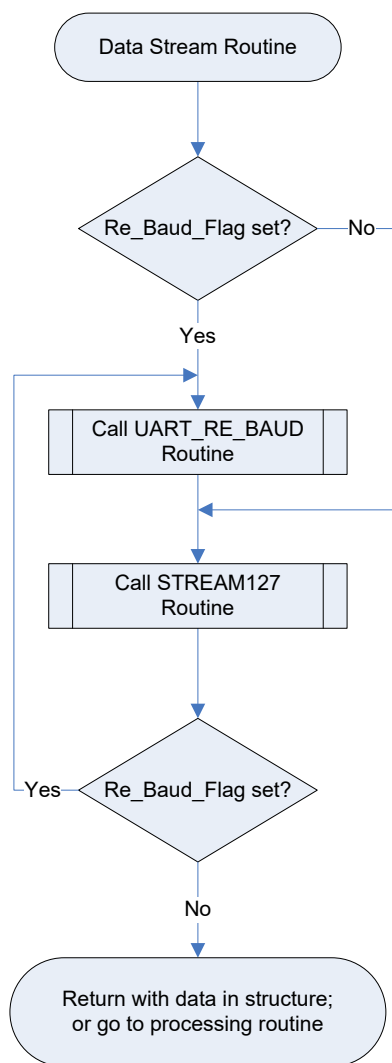 Data Stream Routine
Re_Baud_Flag set?
No
Yes
Call UART_RE_BAUD
Routine
Call STREAM127
Routine
Re_Baud_Flag set?
Yes
No
Return with data in structure;
or go to processing routine